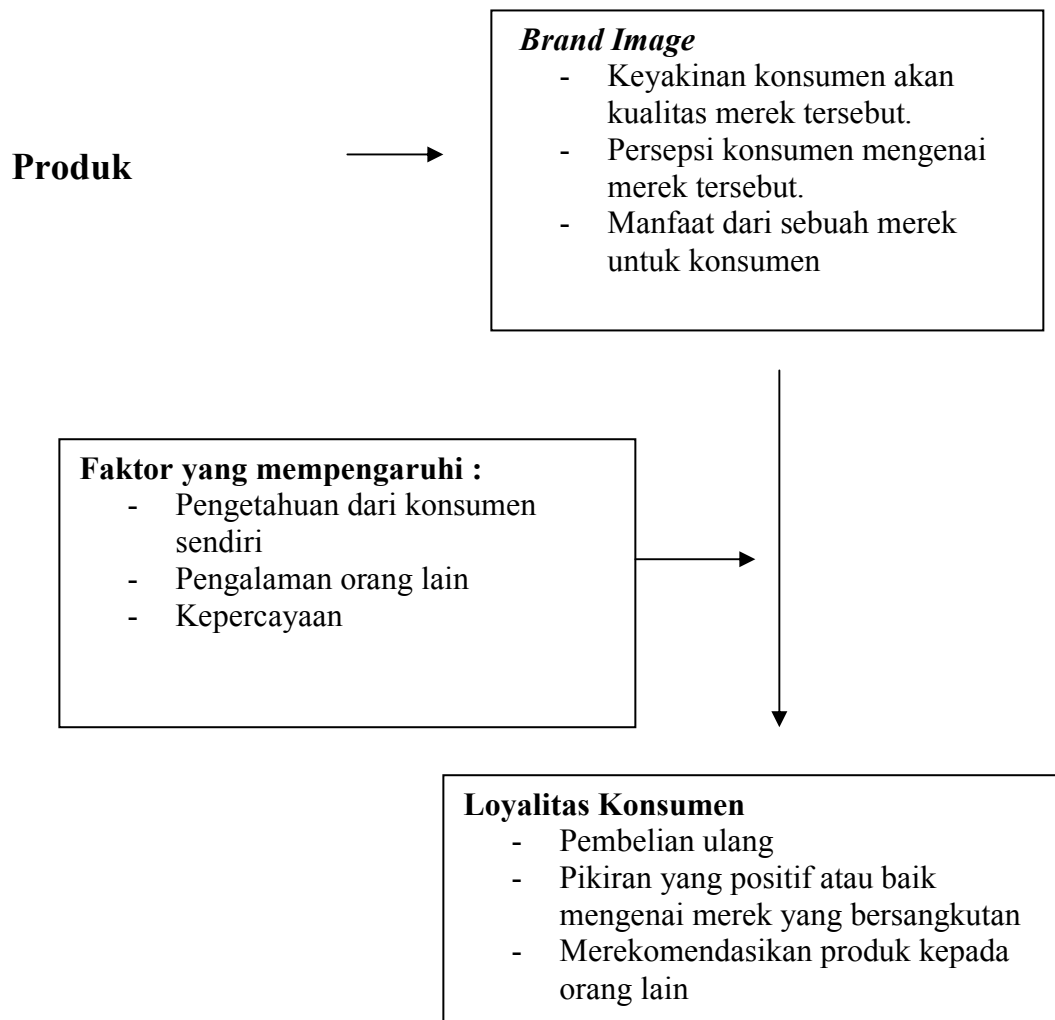 Brand Image
- Keyakinan konsumen akan
kualitas merek tersebut.
- Persepsi konsumen mengenai
merek tersebut.
- Manfaat dari sebuah merek
untuk konsumen
Produk
Faktor yang mempengaruhi :
- Pengetahuan dari konsumen
sendiri
- Pengalaman orang lain
- Kepercayaan
Loyalitas Konsumen
- Pembelian ulang
- Pikiran yang positif atau baik
mengenai merek yang bersangkutan
- Merekomendasikan produk kepada
orang lain